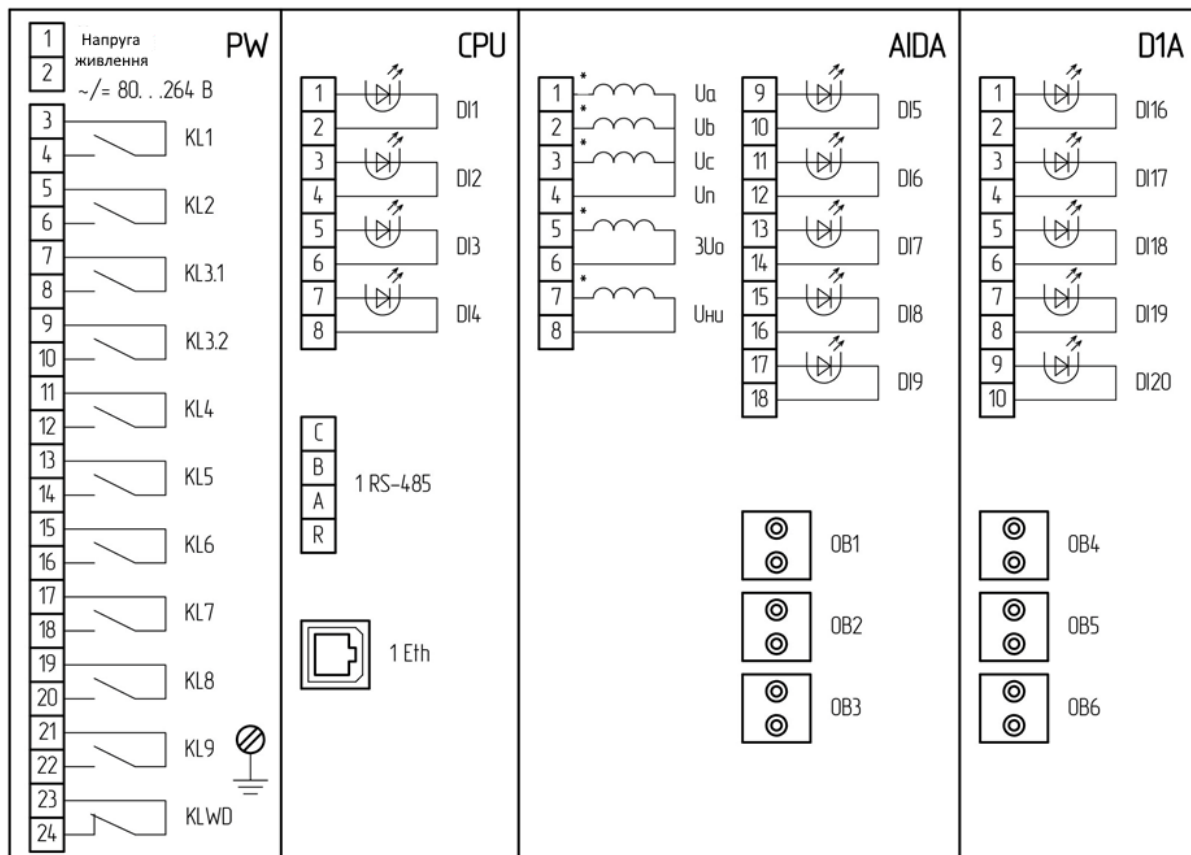 PW
1
Напруга
живлення
2
~/= 80. . .264 В
3
4
KL1
5
6
KL2
7
8
KL3.1
9
10
KL3.2
11
12
KL4
13
14
KL5
15
16
KL6
17
18
KL7
19
20
KL8
21
22
KL9
23
24
KLWD
CPU
1
2
DI1
3
4
DI2
5
6
DI3
7
8
DI4
C
B
A
R
1 RS-485
1 Eth
AIDA
1 * Ua
2 * Ub
3 * Uc
4 Un
5 *
6
3Uo
7 *
8
Uни
9
10
DI5
11
12
DI6
13
14
DI7
15
16
DI8
17
18
DI9
OB1
OB2
OB3
D1A
1
2
DI16
3
4
DI17
5
6
DI18
7
8
DI19
9
10
DI20
OB4
OB5
OB6